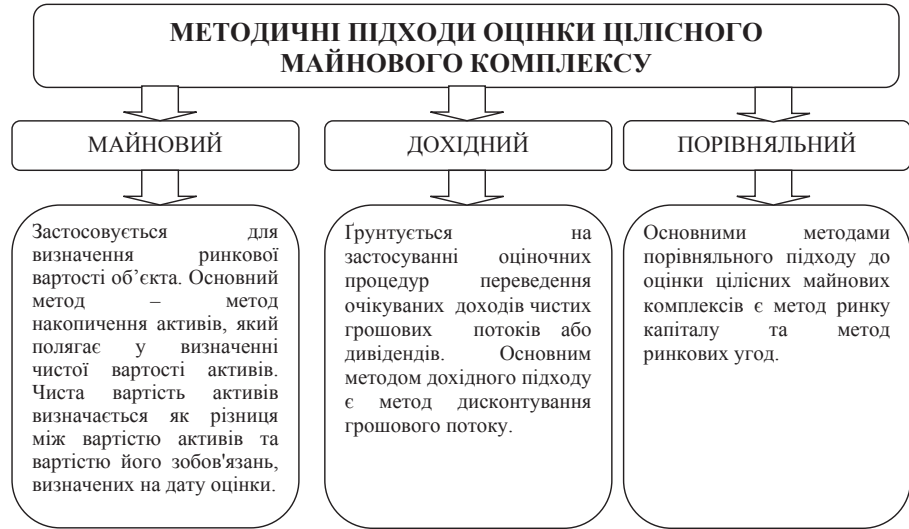 МЕТОДИЧНІ ПІДХОДИ ОЦІНКИ ЦІЛІСНОГО
МАЙНОВОГО КОМПЛЕКСУ
МАЙНОВИЙ
ДОХІДНИЙ
ПОРІВНЯЛЬНИЙ
Застосовується для
визначення ринкової
вартості об’єкта. Основний
метод – метод
накопичення активів, який
полягає у визначенні
чистої вартості активів.
Чиста вартість активів
визначається як різниця
між вартістю активів та
вартістю його зобов'язань,
визначених на дату оцінки.
Ґрунтується на
застосуванні оціночних
процедур переведення
очікуваних доходів чистих
грошових потоків або
дивідендів. Основним
методом дохідного підходу
є метод дисконтування
грошового потоку.
Основними методами
порівняльного підходу до
оцінки цілісних майнових
комплексів є метод ринку
капіталу та метод
ринкових угод.